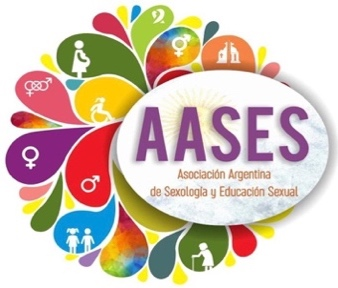 AASES
Asociación Argentina
de Sexología y Educación Sexual